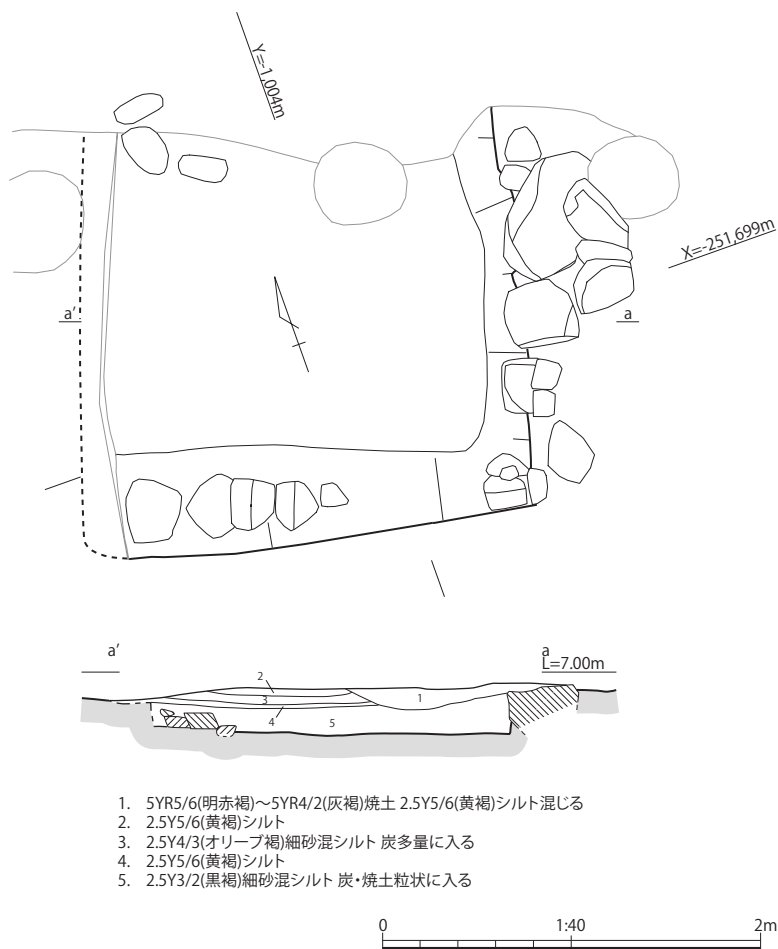 Y=-1,004m
X=-251,699m
a'
a
a'
a
L=7.00m
2
1
3
4
5
1. 5YR5/6(明赤褐)～5YR4/2(灰褐)焼土 2.5Y5/6(黄褐)シルト混じる
2. 2.5Y5/6(黄褐)シルト
3. 2.5Y4/3(オリーブ褐)細砂混シルト 炭多量に入る
4. 2.5Y5/6(黄褐)シルト
5. 2.5Y3/2(黒褐)細砂混シルト 炭・焼土粒状に入る
0 1:40 2m